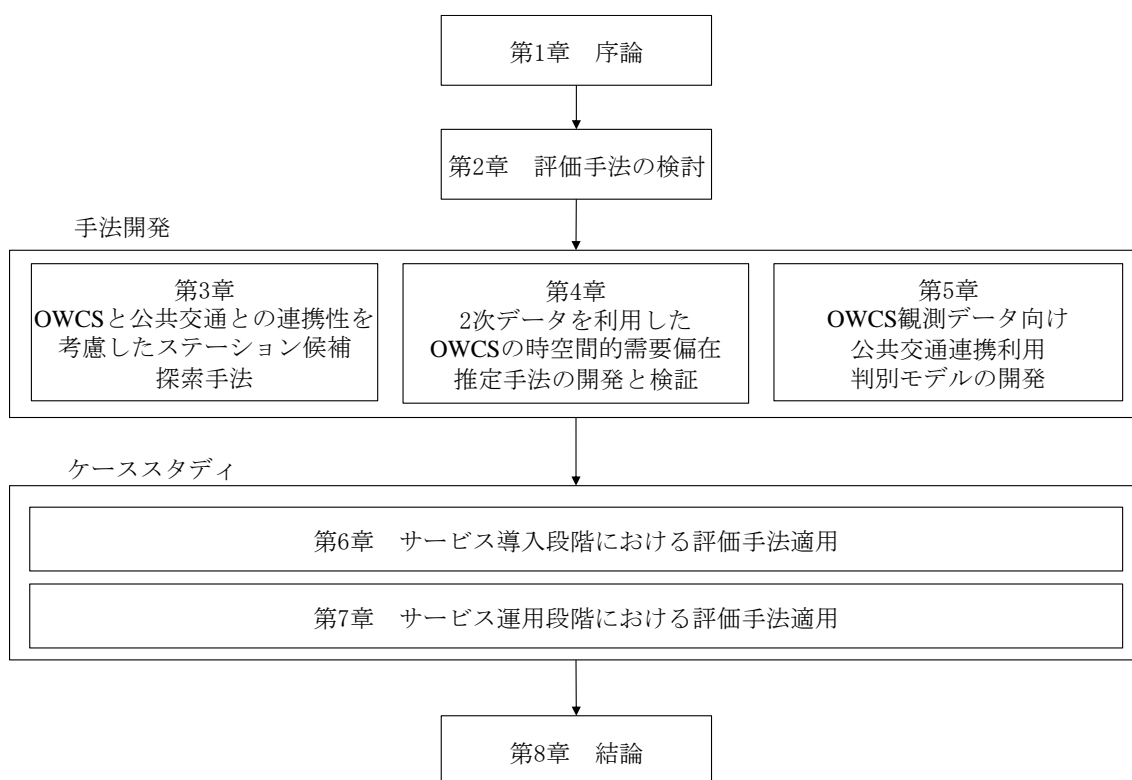 第1章　序論
第2章　評価手法の検討
手法開発
第3章
OWCSと公共交通との連携性を
考慮したステーション候補
探索手法
第4章
2次データを利用した
OWCSの時空間的需要偏在
推定手法の開発と検証
第5章
OWCS観測データ向け
公共交通連携利用
判別モデルの開発
ケーススタディ
第6章　サービス導入段階における評価手法適用
第7章　サービス運用段階における評価手法適用
第8章　結論